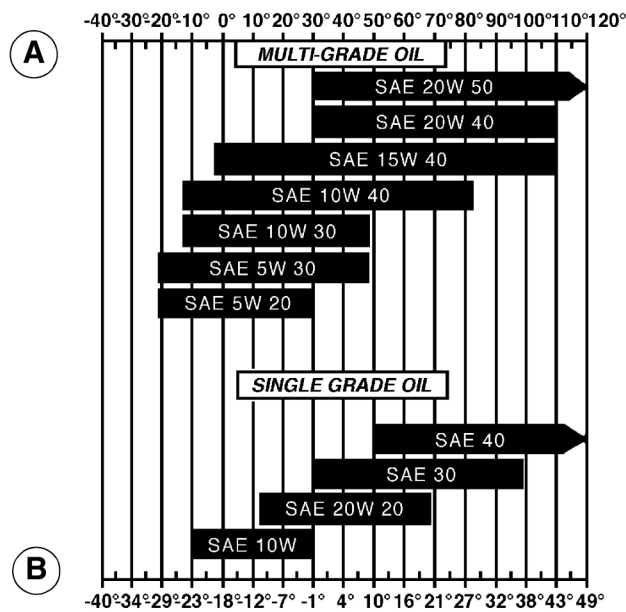 -40° -30° -20° -10° 0° 10° 20° 30° 40° 50° 60° 70° 80° 90° 100° 110° 120°
A
MULTI-GRADE OIL
SAE 20W 50
SAE 20W 40
SAE 15W 40
SAE 10W 40
SAE 10W 30
SAE 5W 30
SAE 5W 20
SINGLE GRADE OIL
SAE 40
SAE 30
SAE 20W 20
SAE 10W
B
-40° -34° -29° -23° -18° -12° -7° -1° 4° 10° 16° 21° 27° 32° 38° 43° 49°